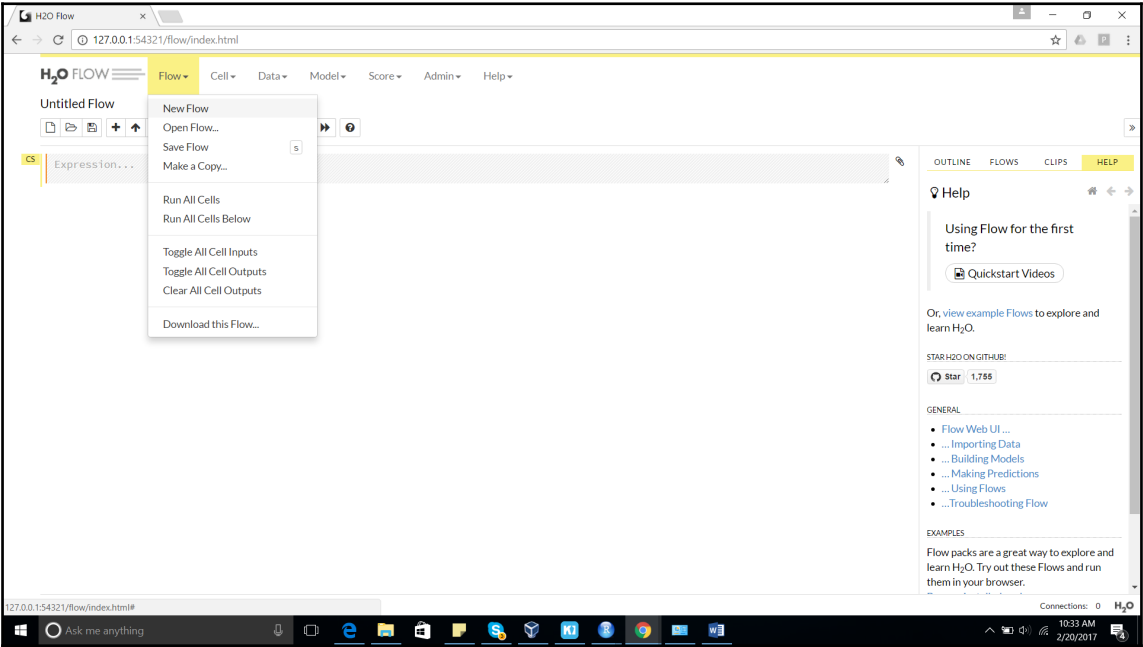 H2O Flow
127.0.0.1:54321/flow/index.html
H2O FLOW
Flow Cell Data Model Score Admin Help
Untitled Flow
New Flow
Open Flow...
Save Flow s
Make a Copy...
Run All Cells
Run All Cells Below
Toggle All Cell Inputs
Toggle All Cell Outputs
Clear All Cell Outputs
Download this Flow...
CS
Expression...
OUTLINE FLOWS CLIPS HELP
Help
Using Flow for the first
time?
Quickstart Videos
Or, view example Flows to explore and
learn H2O.
STAR H2O ON GITHUB!
Star 1,755
GENERAL
• Flow Web UI ...
• ... Importing Data
• ... Building Models
• ... Making Predictions
• ... Using Flows
• ...Troubleshooting Flow
EXAMPLES
Flow packs are a great way to explore and
learn H2O. Try out these Flows and run
them in your browser.
127.0.0.1:54321/flow/index.html#
Connections: 0 H2O
Ask me anything
10:33 AM
2/20/2017
4